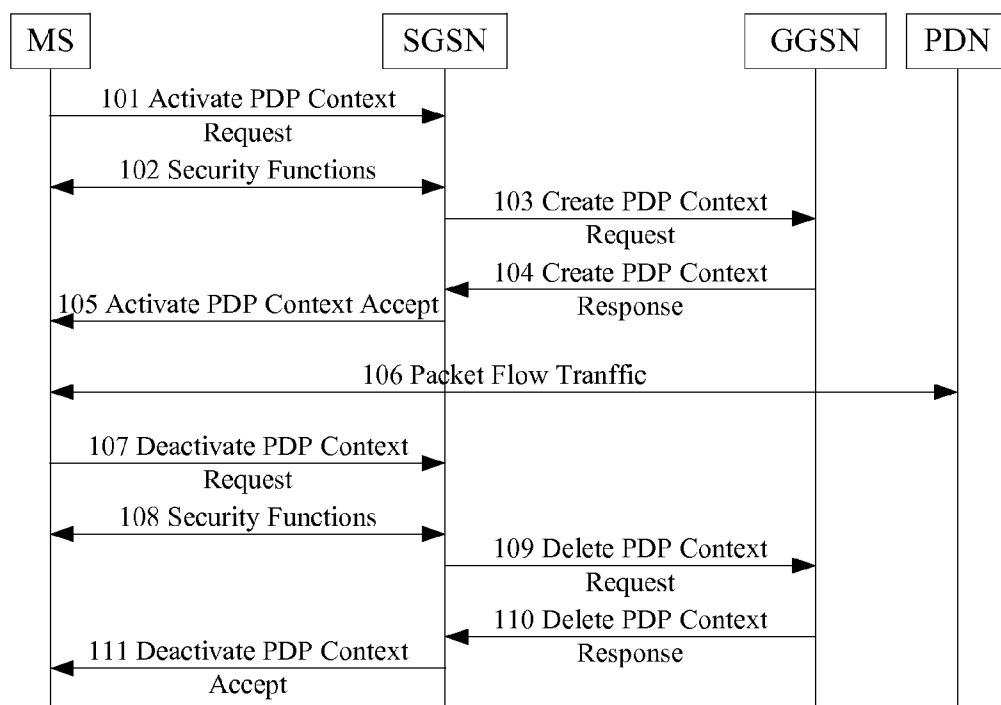 MS
SGSN
GGSN
PDN
101 Activate PDP Context
Request
102 Security Functions
103 Create PDP Context
Request
104 Create PDP Context
Response
105 Activate PDP Context Accept
106 Packet Flow Tranffic
107 Deactivate PDP Context
Request
108 Security Functions
109 Delete PDP Context
Request
110 Delete PDP Context
Response
111 Deactivate PDP Context
Accept